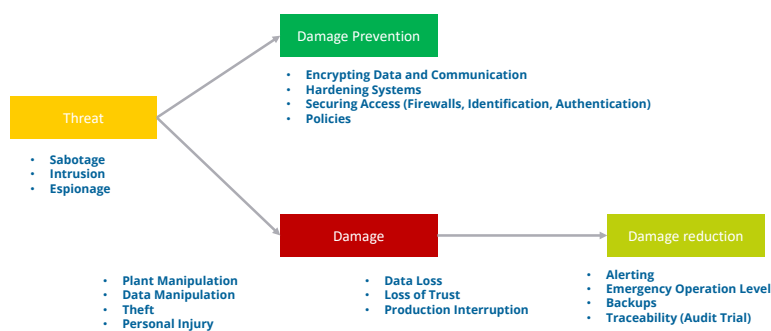 Damage Prevention
• Encrypting Data and Communication
• Hardening Systems
• Securing Access (Firewalls, Identification, Authentication)
• Policies
Threat
• Sabotage
• Intrusion
• Espionage
Damage
• Plant Manipulation
• Data Manipulation
• Theft
• Personal Injury
• Data Loss
• Loss of Trust
• Production Interruption
Damage reduction
• Alerting
• Emergency Operation Level
• Backups
• Traceability (Audit Trial)